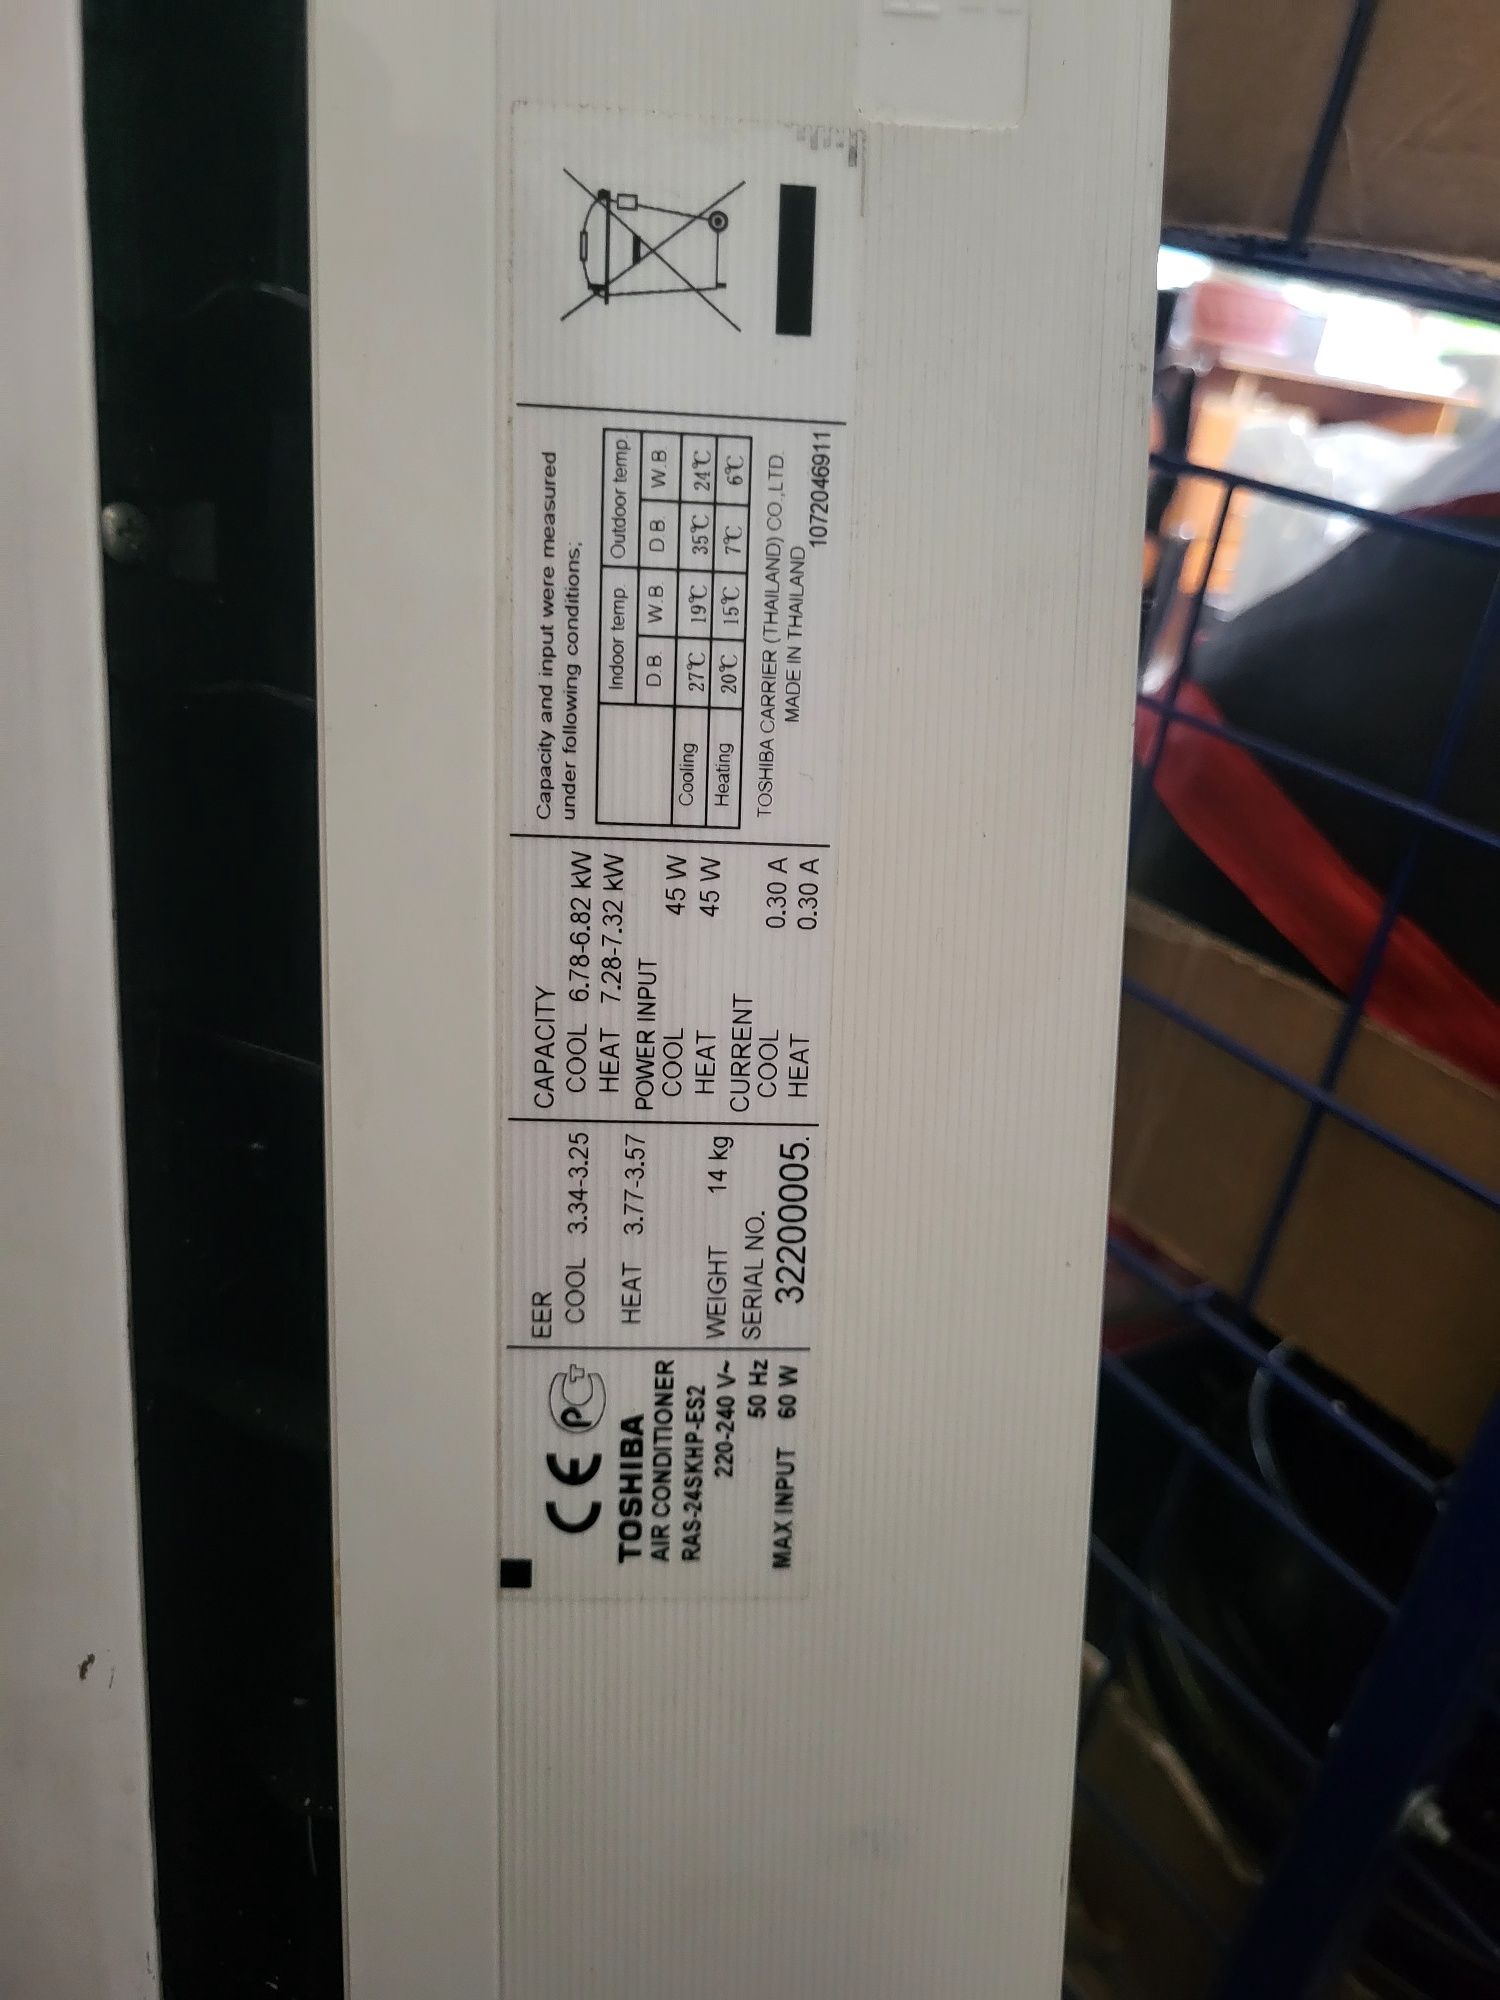 CE PCT
TOSHIBA
AIR CONDITIONER
RAS-24SKHP-ES2
220-240 V~
50 Hz
MAX INPUT 60 W
EER
COOL 3.34-3.25
HEAT 3.77-3.57
WEIGHT 14 kg
SERIAL NO.
32200005.
CAPACITY
COOL 6.78-6.82 kW
HEAT 7.28-7.32 kW
POWER INPUT
COOL 45 W
HEAT 45 W
CURRENT
COOL 0.30 A
HEAT 0.30 A
Capacity and input were measured
under following conditions;
Indoor temp. Outdoor temp.
D.B. W.B. D.B. W.B.
Cooling 27℃ 19℃ 35℃ 24℃
Heating 20℃ 15℃ 7℃ 6℃
TOSHIBA CARRIER (THAILAND) CO.,LTD.
MADE IN THAILAND
1072046911